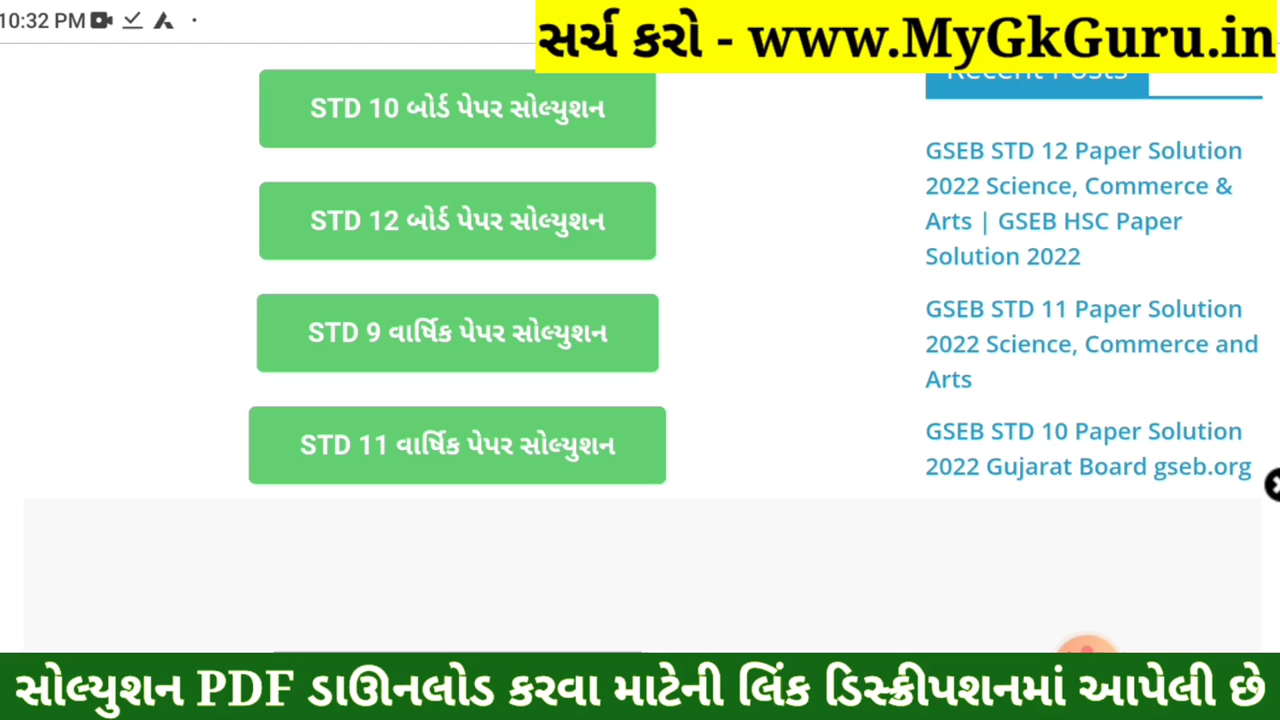 10:32 PM
સર્ચ કરો - www.MyGkGuru.in
STD 10 બોર્ડ પેપર સોલ્યુશન
STD 12 બોર્ડ પેપર સોલ્યુશન
STD 9 વાર્ષિક પેપર સોલ્યુશન
STD 11 વાર્ષિક પેપર સોલ્યુશન
Recent Posts
GSEB STD 12 Paper Solution
2022 Science, Commerce &
Arts | GSEB HSC Paper
Solution 2022
GSEB STD 11 Paper Solution
2022 Science, Commerce and
Arts
GSEB STD 10 Paper Solution
2022 Gujarat Board gseb.org
સોલ્યુશન PDF ડાઊનલોડ કરવા માટેની લિંક ડિસ્ક્રીપશનમાં આપેલી છે